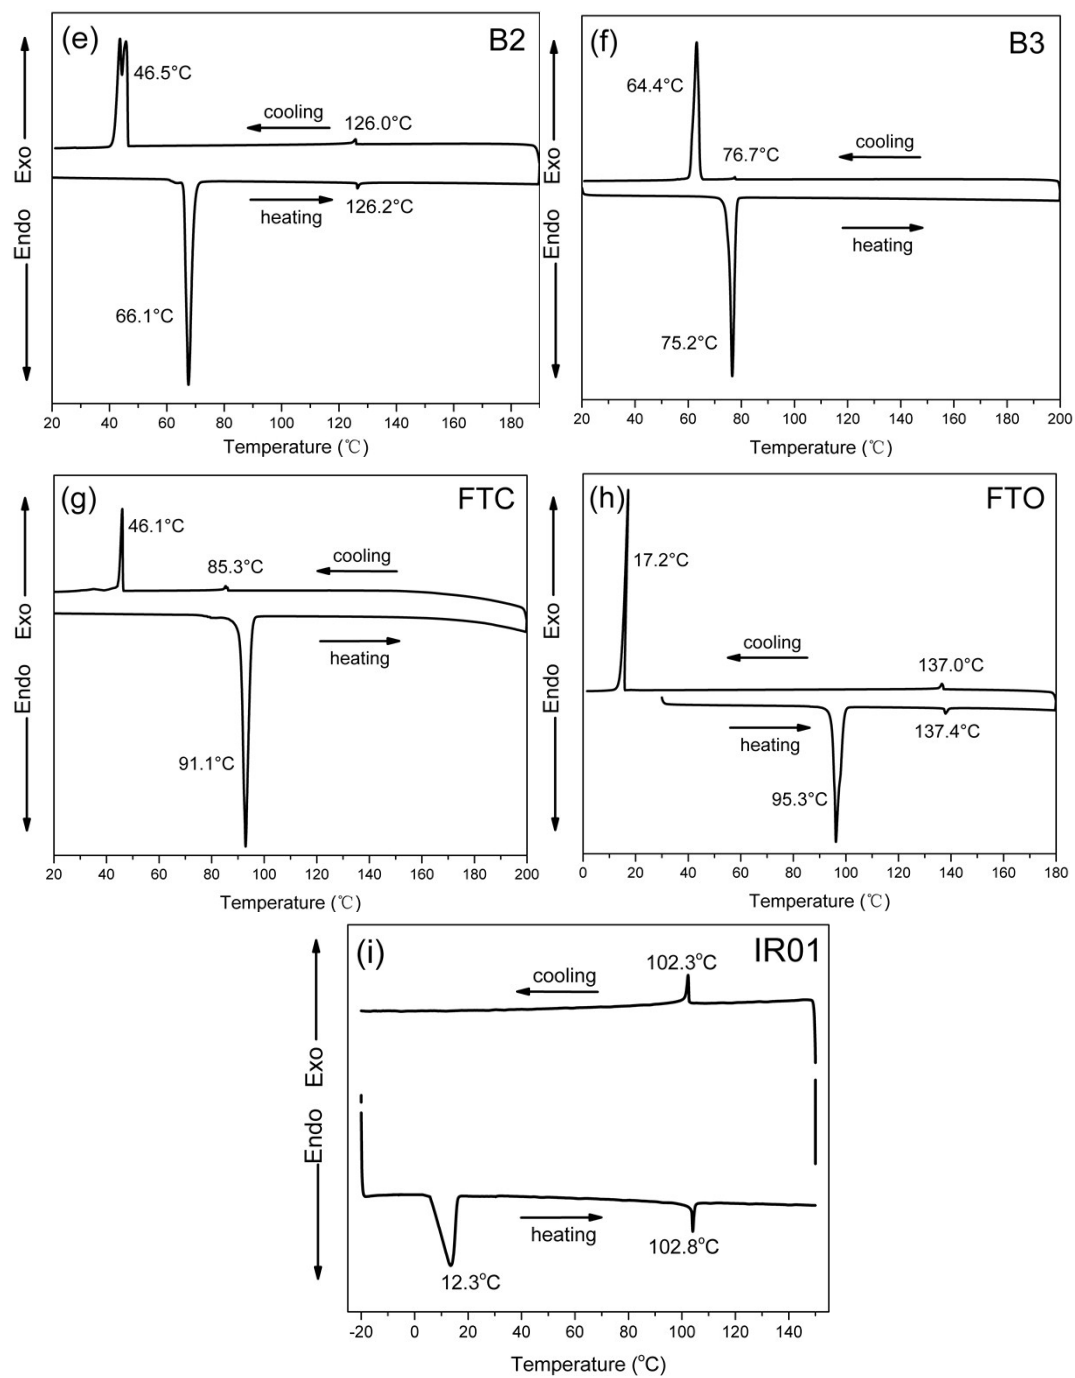 (e) B2
46.5°C
cooling
126.0°C
Exo
Endo
heating
126.2°C
66.1°C
20 40 60 80 100 120 140 160 180
Temperature (℃)
(f) B3
64.4°C
cooling
76.7°C
Exo
Endo
heating
75.2°C
20 40 60 80 100 120 140 160 180 200
Temperature (℃)
(g) FTC
46.1°C
cooling
85.3°C
Exo
Endo
heating
91.1°C
20 40 60 80 100 120 140 160 180 200
Temperature (℃)
(h) FTO
17.2°C
cooling
137.0°C
Exo
Endo
heating
137.4°C
95.3°C
0 20 40 60 80 100 120 140 160 180
Temperature (℃)
(i) IR01
102.3°C
cooling
Exo
Endo
heating
102.8°C
12.3°C
-20 0 20 40 60 80 100 120 140
Temperature (°C)